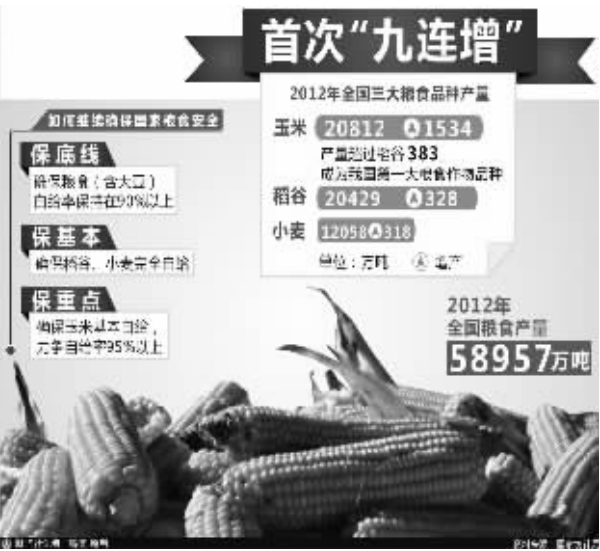 首次“九连增”
2012年全国三大粮食品种产量
玉米 20812 1534
产量超过稻谷383
成为我国第一大粮食作物品种
稻谷 20429 328
小麦 12058 318
单位：万吨 增产
如何继续确保国家粮食安全
保底线
确保粮食（含大豆）
自给率保持在90%以上
保基本
确保稻谷、小麦完全自给
保重点
确保玉米基本自给，
力争自给率95%以上
2012年
全国粮食产量
58957万吨